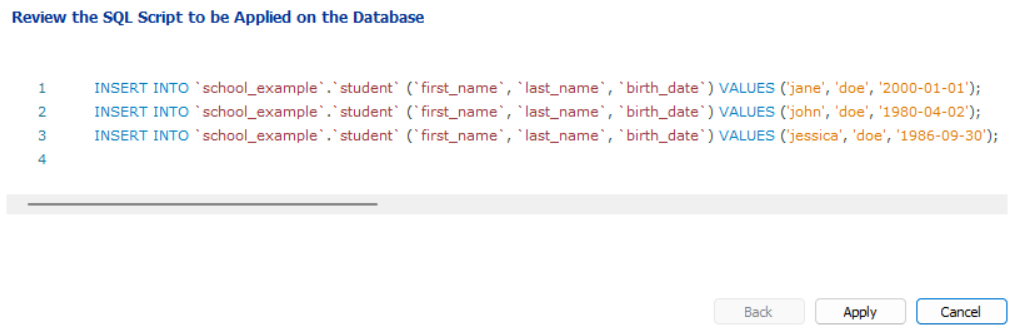 Review the SQL Script to be Applied on the Database
1 INSERT INTO `school_example`.`student` (`first_name`, `last_name`, `birth_date`) VALUES ('jane', 'doe', '2000-01-01');
2 INSERT INTO `school_example`.`student` (`first_name`, `last_name`, `birth_date`) VALUES ('john', 'doe', '1980-04-02');
3 INSERT INTO `school_example`.`student` (`first_name`, `last_name`, `birth_date`) VALUES ('jessica', 'doe', '1986-09-30');
4
Back Apply Cancel